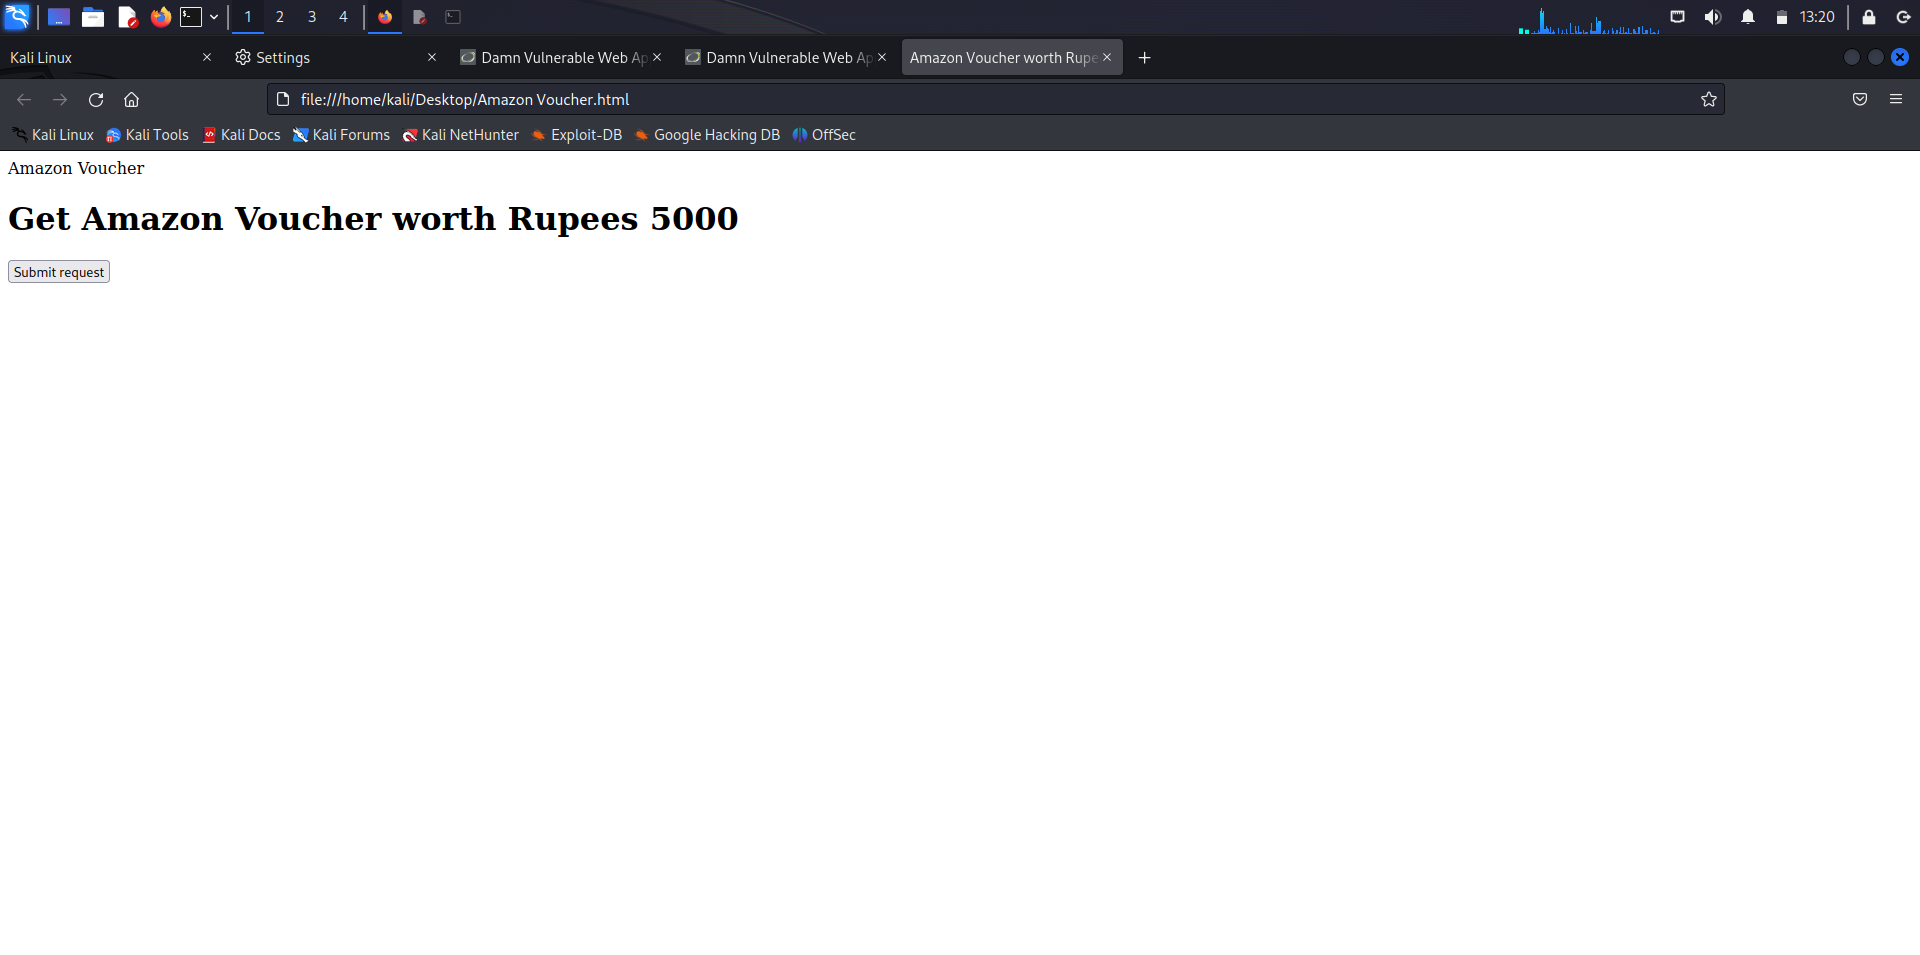 1 2 3 4 13:20
Kali Linux Settings Damn Vulnerable Web Ap Damn Vulnerable Web Ap Amazon Voucher worth Rupe
file:///home/kali/Desktop/Amazon Voucher.html
Kali Linux Kali Tools Kali Docs Kali Forums Kali NetHunter Exploit-DB Google Hacking DB OffSec
Amazon Voucher
Get Amazon Voucher worth Rupees 5000
Submit request